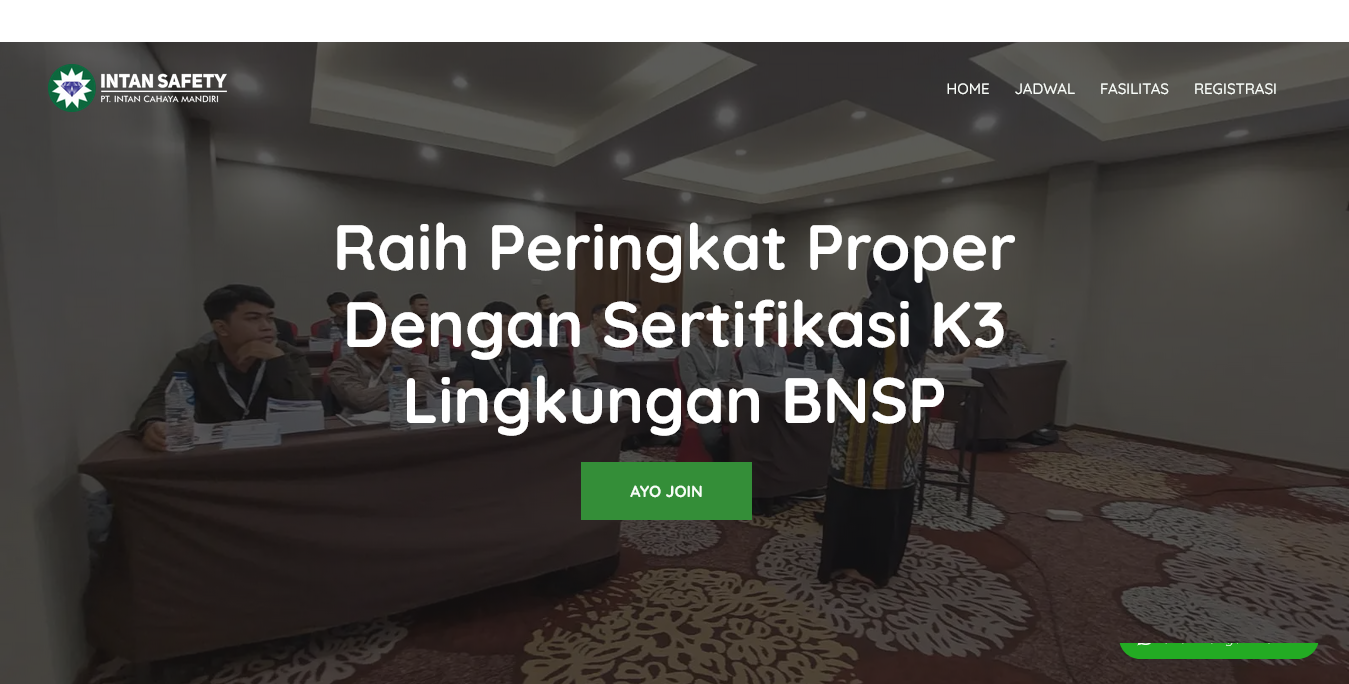 INTAN SAFETY
PT. INTAN CAHAYA MANDIRI
HOME JADWAL FASILITAS REGISTRASI
Raih Peringkat Proper
Dengan Sertifikasi K3
Lingkungan BNSP
AYO JOIN